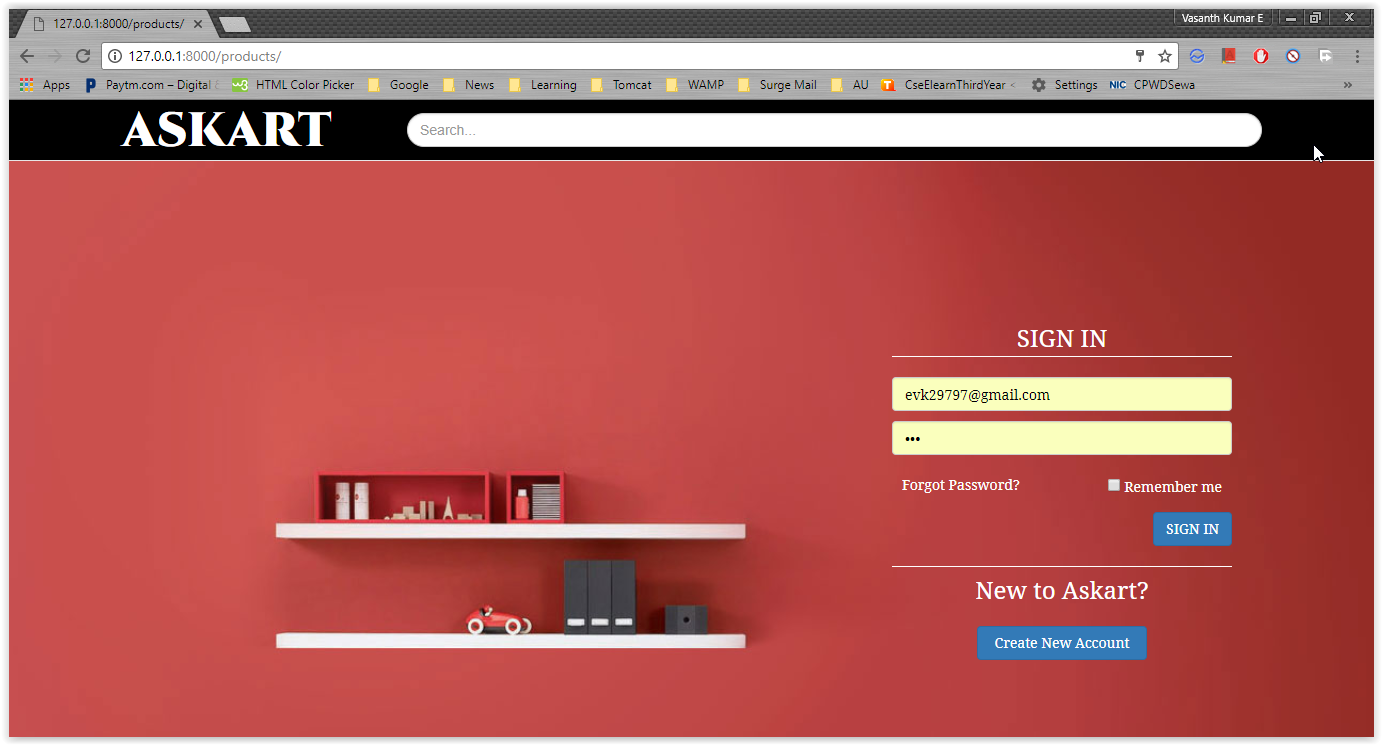 127.0.0.1:8000/products/
Vasanth Kumar E
127.0.0.1:8000/products/
Apps Paytm.com – Digital HTML Color Picker Google News Learning Tomcat WAMP Surge Mail AU CseElearnThirdYear < Settings NIC CPWDSewa »
ASKART
Search...
SIGN IN
evk29797@gmail.com
•••
Forgot Password?
Remember me
SIGN IN
New to Askart?
Create New Account